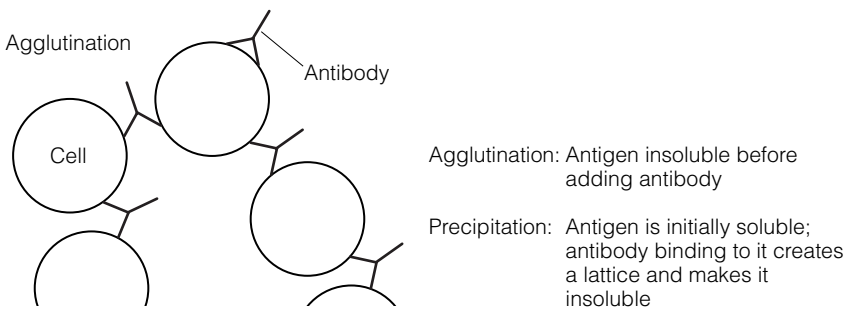 Agglutination
Antibody
Cell
Agglutination: Antigen insoluble before
adding antibody
Precipitation: Antigen is initially soluble;
antibody binding to it creates
a lattice and makes it
insoluble